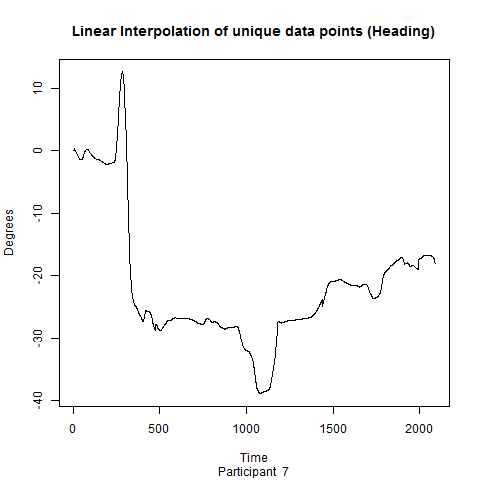 Linear Interpolation of unique data points (Heading)
Degrees
10
0
-10
-20
-30
-40
0 500 1000 1500 2000
Time
Participant 7